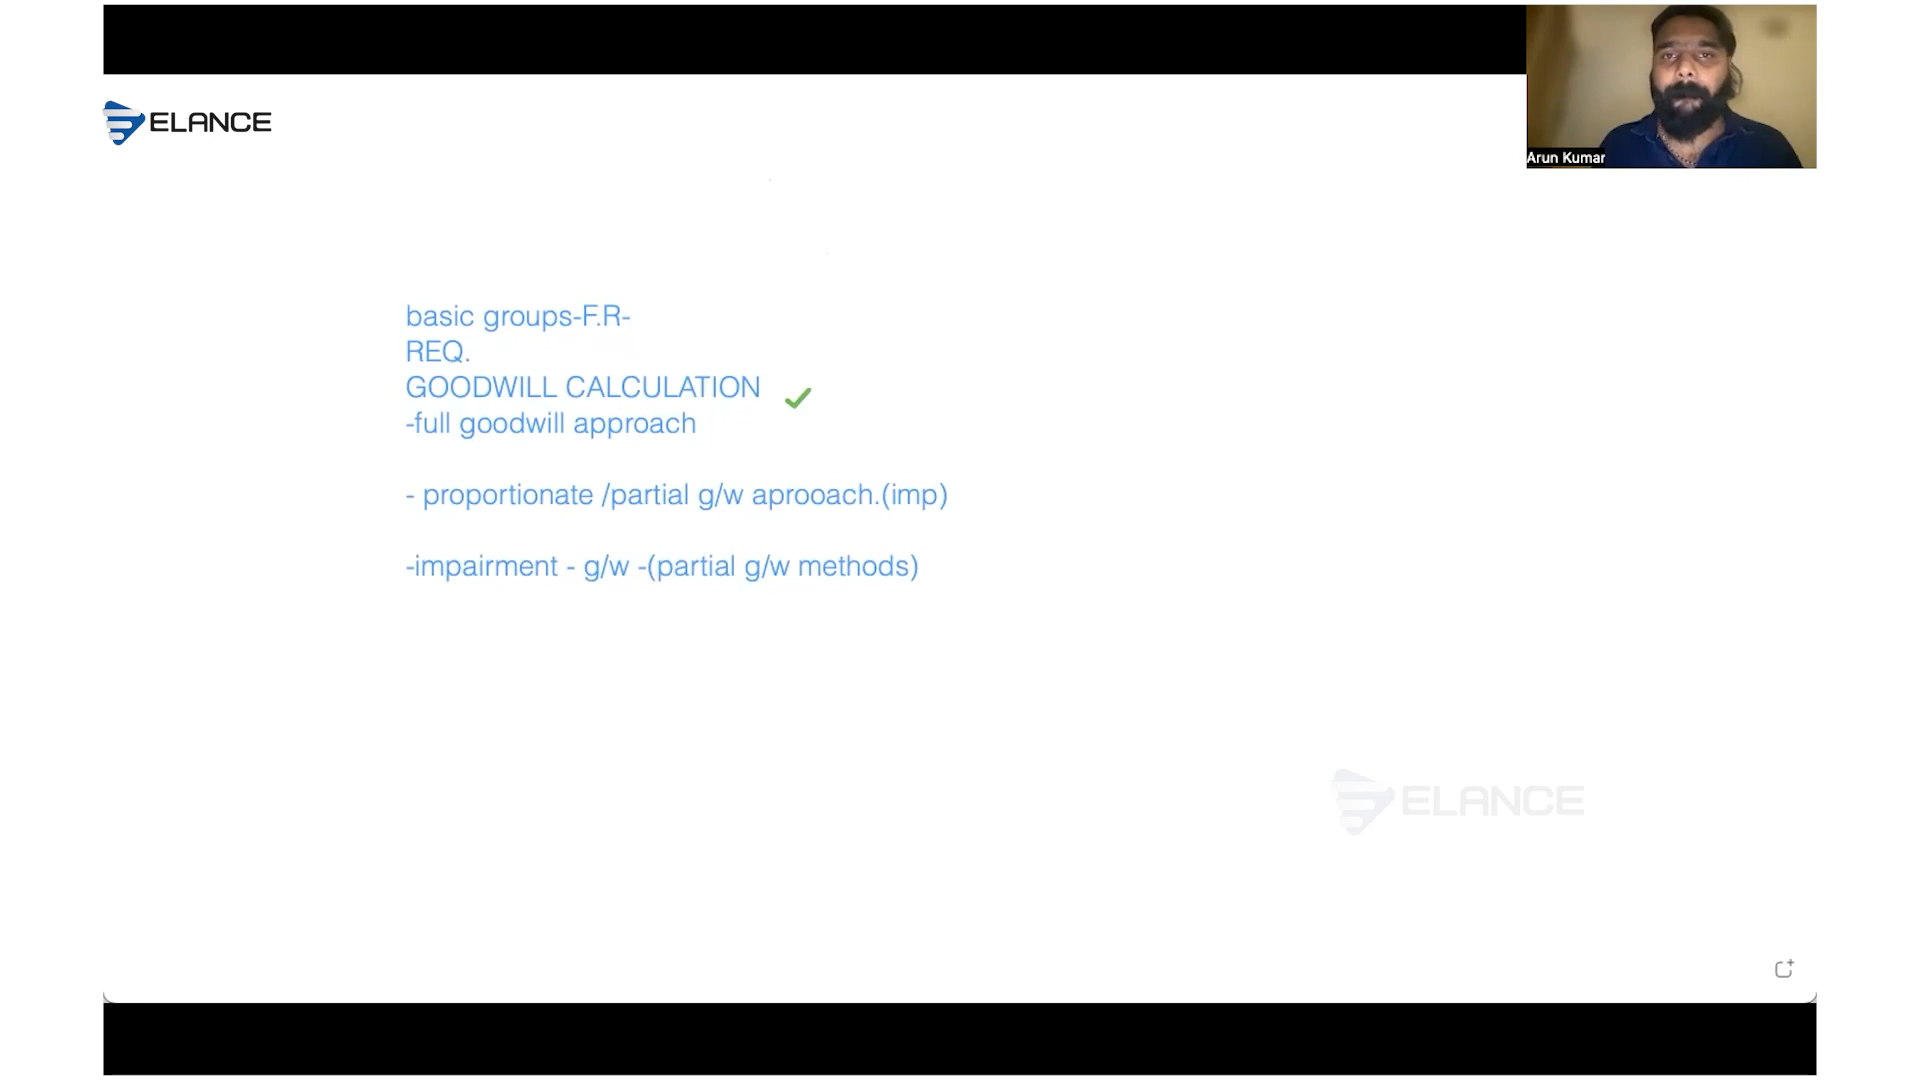 ELANCE
Arun Kumar
basic groups-F.R-
REQ.
GOODWILL CALCULATION
-full goodwill approach
- proportionate /partial g/w aprooach.(imp)
-impairment - g/w -(partial g/w methods)
ELANCE